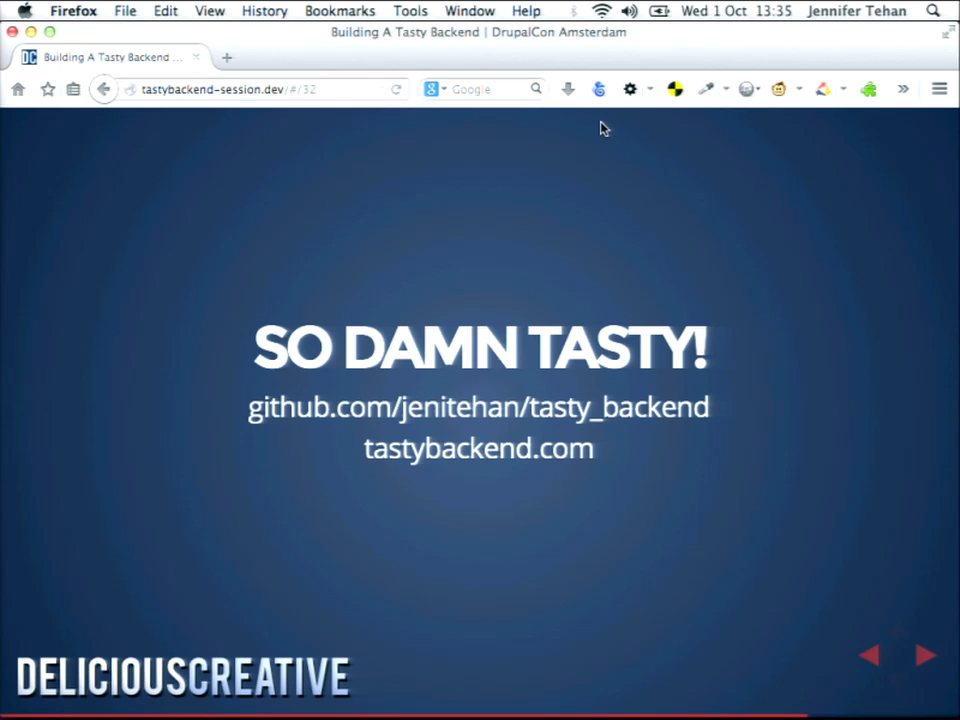 Firefox File Edit View History Bookmarks Tools Window Help Wed 1 Oct 13:35 Jennifer Tehan
Building A Tasty Backend | DrupalCon Amsterdam
DC Building A Tasty Backend ...
tastybackend-session.dev/#/32 8 Google
SO DAMN TASTY!
github.com/jenitehan/tasty_backend
tastybackend.com
DELICIOUSCREATIVE